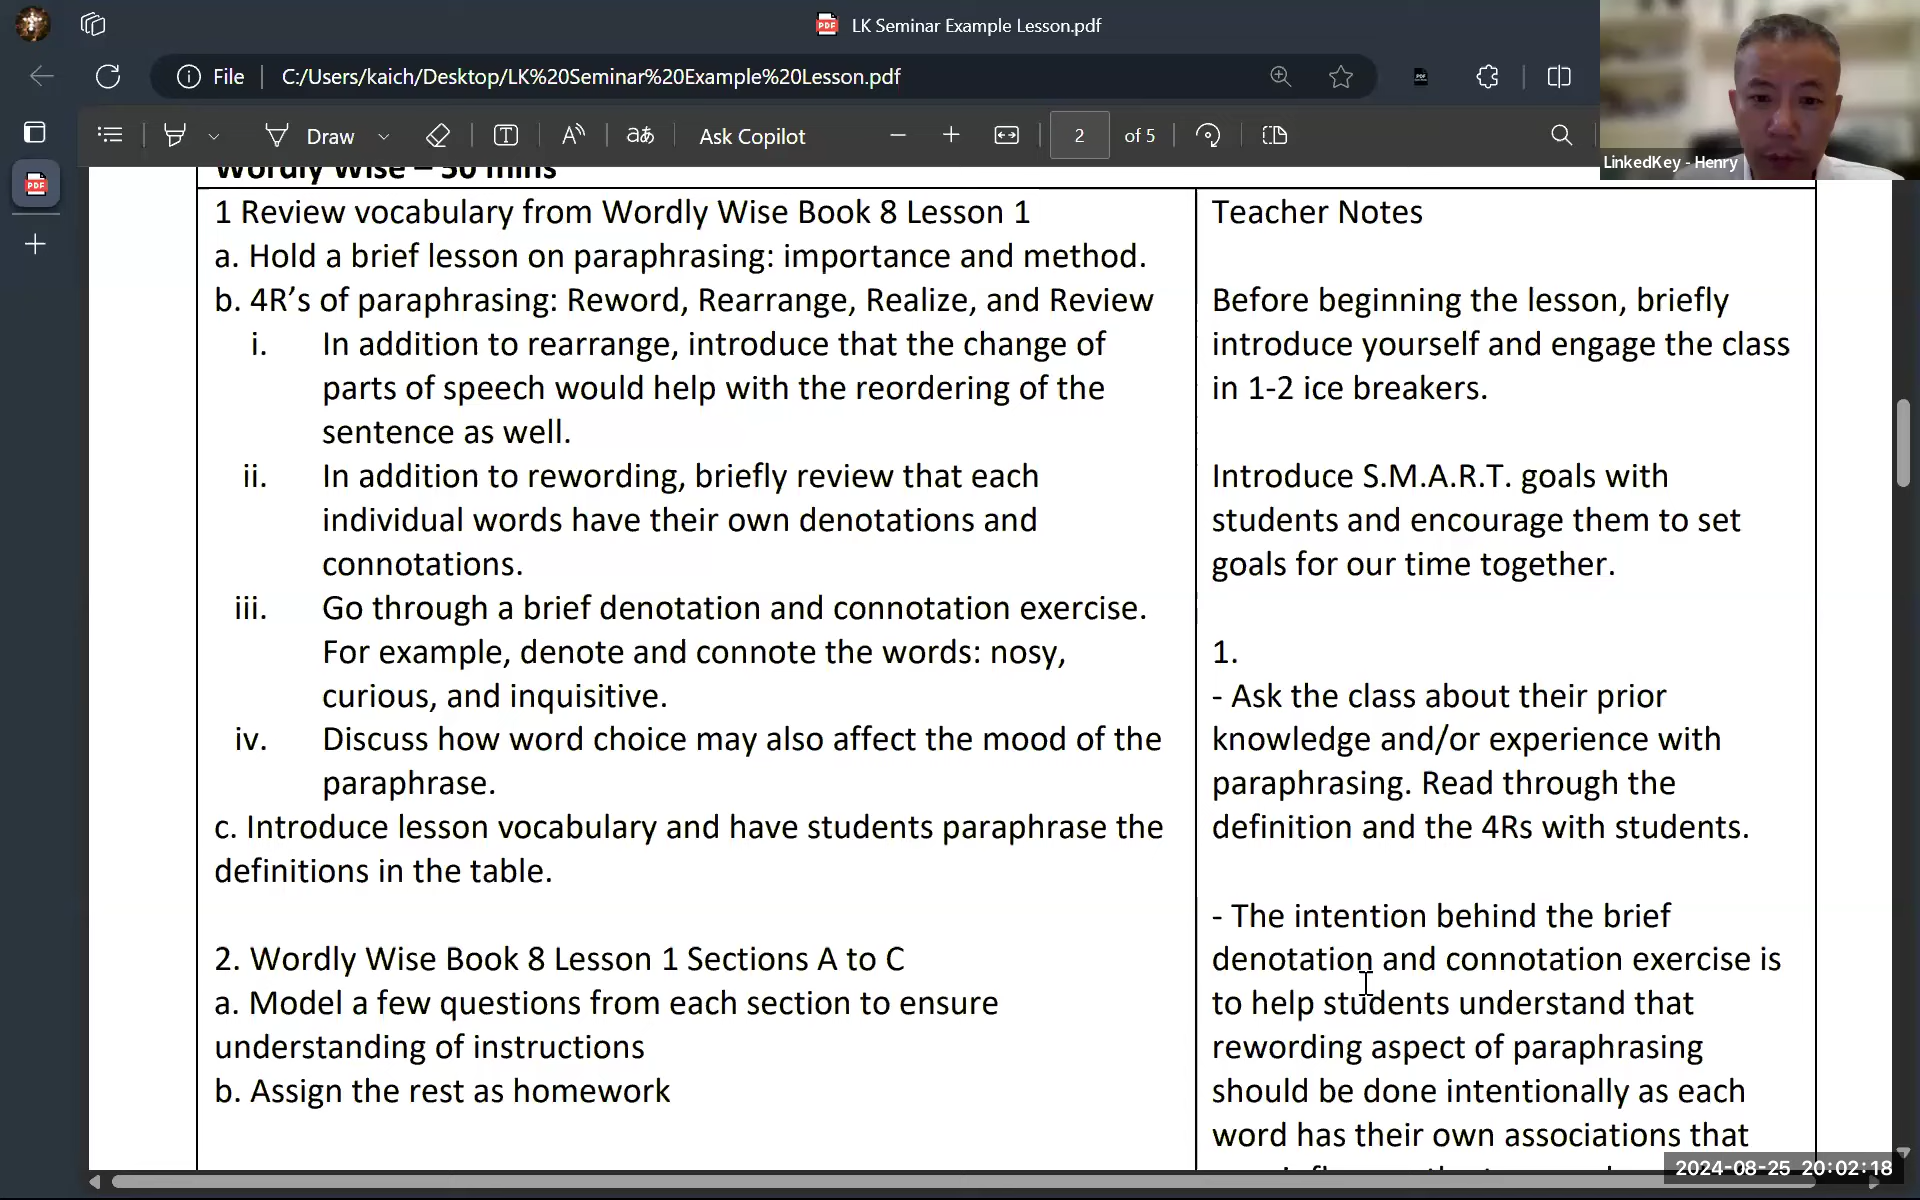 LK Seminar Example Lesson.pdf
File
C:/Users/kaich/Desktop/LK%20Seminar%20Example%20Lesson.pdf
Draw
Ask Copilot
2
of 5
LinkedKey - Henry
Wordly Wise – 30 mins
1 Review vocabulary from Wordly Wise Book 8 Lesson 1
a. Hold a brief lesson on paraphrasing: importance and method.
b. 4R’s of paraphrasing: Reword, Rearrange, Realize, and Review
i. In addition to rearrange, introduce that the change of
parts of speech would help with the reordering of the
sentence as well.
ii. In addition to rewording, briefly review that each
individual words have their own denotations and
connotations.
iii. Go through a brief denotation and connotation exercise.
For example, denote and connote the words: nosy,
curious, and inquisitive.
iv. Discuss how word choice may also affect the mood of the
paraphrase.
c. Introduce lesson vocabulary and have students paraphrase the
definitions in the table.
2. Wordly Wise Book 8 Lesson 1 Sections A to C
a. Model a few questions from each section to ensure
understanding of instructions
b. Assign the rest as homework
Teacher Notes
Before beginning the lesson, briefly
introduce yourself and engage the class
in 1-2 ice breakers.
Introduce S.M.A.R.T. goals with
students and encourage them to set
goals for our time together.
1.
- Ask the class about their prior
knowledge and/or experience with
paraphrasing. Read through the
definition and the 4Rs with students.
- The intention behind the brief
denotation and connotation exercise is
to help students understand that
rewording aspect of paraphrasing
should be done intentionally as each
word has their own associations that
2024-08-25 20:02:18